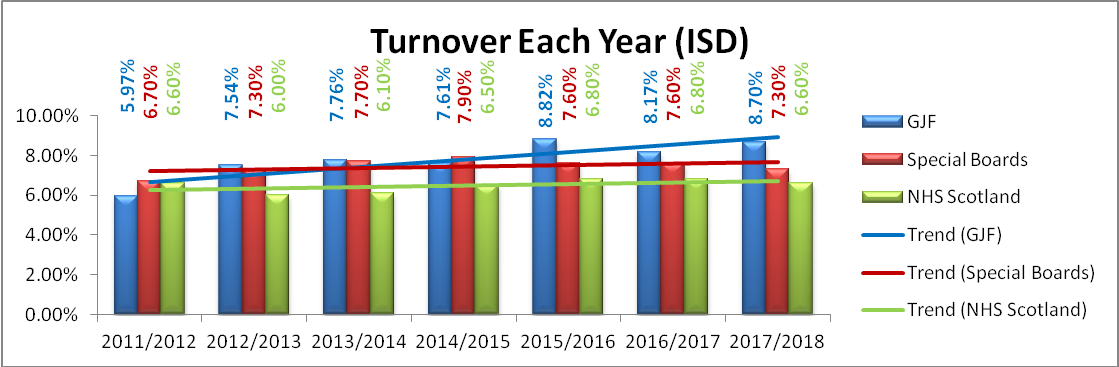 Turnover Each Year (ISD)
5.97% 6.70% 6.60% 7.54% 7.30% 6.00% 7.76% 7.70% 6.10% 7.61% 7.90% 6.50% 8.82% 7.60% 6.80% 8.17% 7.60% 6.80% 8.70% 7.30% 6.60%
10.00%
8.00%
6.00%
4.00%
2.00%
0.00%
2011/2012 2012/2013 2013/2014 2014/2015 2015/2016 2016/2017 2017/2018
GJF
Special Boards
NHS Scotland
Trend (GJF)
Trend (Special Boards)
Trend (NHS Scotland)